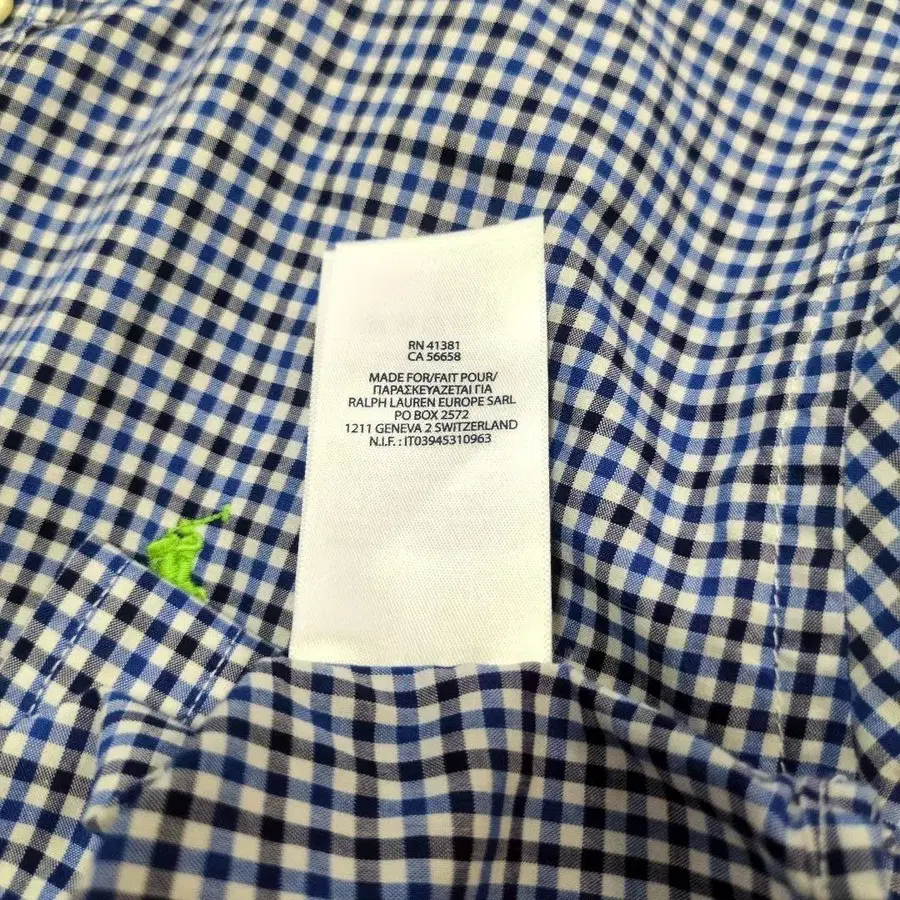 RN 41381
CA 56658
MADE FOR/FAIT POUR/
ΠΑΡΑΣΚΕΥΑΖΕΤΑΙ ΓΙΑ
RALPH LAUREN EUROPE SARL
PO BOX 2572
1211 GENEVA 2 SWITZERLAND
N.I.F. : IT03945310963